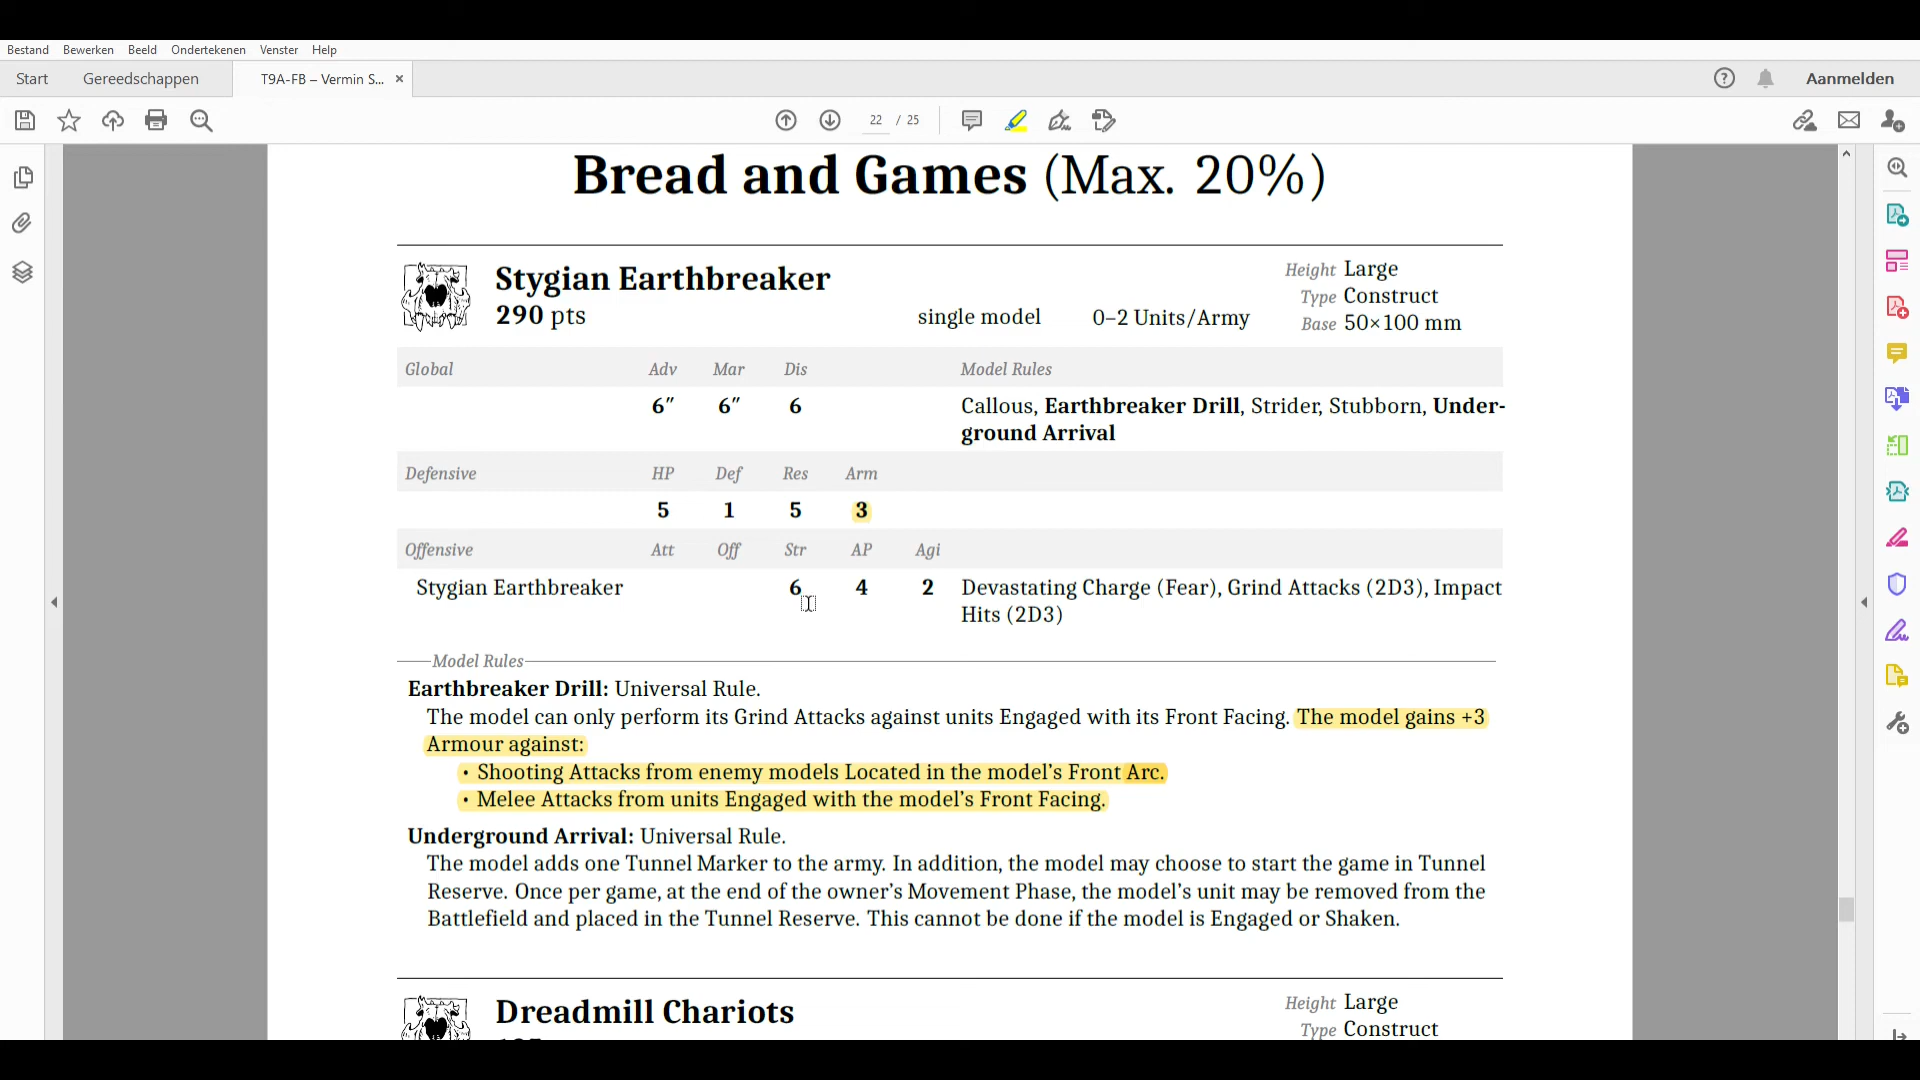 Bestand Bewerken Beeld Ondertekenen Venster Help
Start Gereedschappen T9A-FB – Vermin S... × Aanmelden
22 / 25
Bread and Games (Max. 20%)
Stygian Earthbreaker
290 pts single model 0–2 Units/Army
Height Large
Type Construct
Base 50×100 mm
Global Adv Mar Dis Model Rules
6″ 6″ 6 Callous, Earthbreaker Drill, Strider, Stubborn, Under-
ground Arrival
Defensive HP Def Res Arm
5 1 5 3
Offensive Att Off Str AP Agi
Stygian Earthbreaker 6 4 2 Devastating Charge (Fear), Grind Attacks (2D3), Impact
Hits (2D3)
Model Rules
Earthbreaker Drill: Universal Rule.
The model can only perform its Grind Attacks against units Engaged with its Front Facing. The model gains +3
Armour against:
• Shooting Attacks from enemy models Located in the model's Front Arc.
• Melee Attacks from units Engaged with the model's Front Facing.
Underground Arrival: Universal Rule.
The model adds one Tunnel Marker to the army. In addition, the model may choose to start the game in Tunnel
Reserve. Once per game, at the end of the owner's Movement Phase, the model's unit may be removed from the
Battlefield and placed in the Tunnel Reserve. This cannot be done if the model is Engaged or Shaken.
Dreadmill Chariots
Height Large
Type Construct